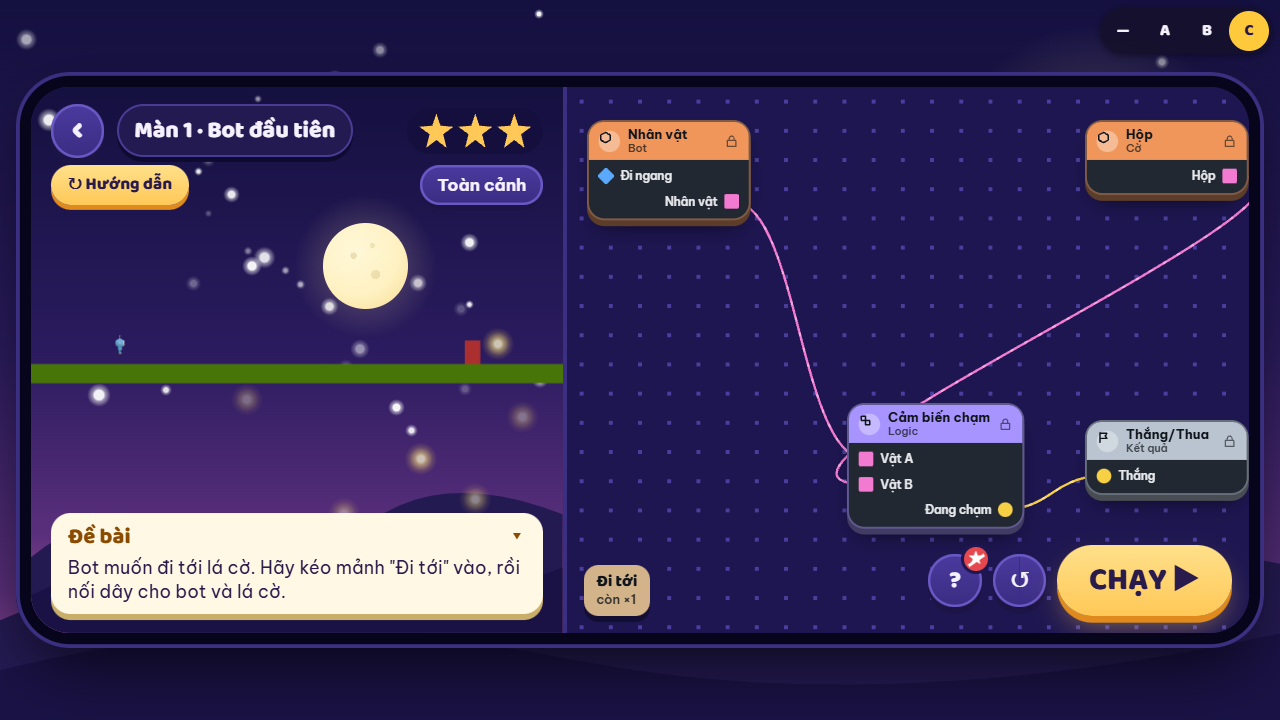 — A B C
Màn 1 • Bot đầu tiên
↻ Hướng dẫn
Toàn cảnh
Đề bài
Bot muốn đi tới lá cờ. Hãy kéo mảnh "Đi tới" vào, rồi
nối dây cho bot và lá cờ.
Nhân vật
Bot
Đi ngang
Nhân vật
Hộp
Cờ
Hộp
Cảm biến chạm
Logic
Vật A
Vật B
Đang chạm
Thắng/Thua
Kết quả
Thắng
Đi tới
còn ×1
?
↺
CHẠY ▶